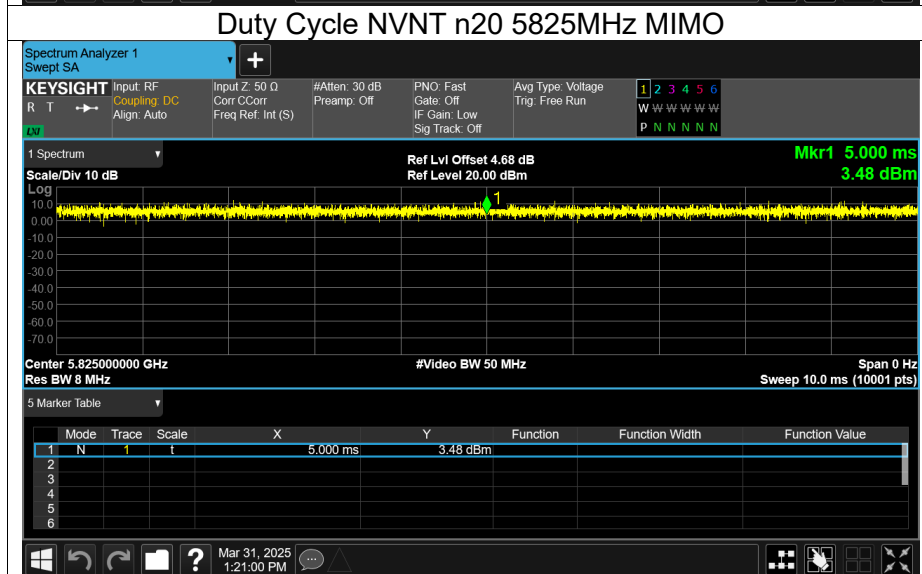 Duty Cycle NVNT n20 5825MHz MIMO
Spectrum Analyzer 1
Swept SA
+
KEYSIGHT Input: RF Input Z: 50 Ω #Atten: 30 dB PNO: Fast Avg Type: Voltage 1 2 3 4 5 6
R T Coupling: DC Corr CCorr Preamp: Off Gate: Off Trig: Free Run W W W W W W
Align: Auto Freq Ref: Int (S) IF Gain: Low
LXI Sig Track: Off P N N N N N
1 Spectrum Ref Lvl Offset 4.68 dB Mkr1 5.000 ms
Scale/Div 10 dB Ref Level 20.00 dBm 3.48 dBm
Log
10.0
1
0.00
-10.0
-20.0
-30.0
-40.0
-50.0
-60.0
-70.0
Center 5.825000000 GHz #Video BW 50 MHz Span 0 Hz
Res BW 8 MHz Sweep 10.0 ms (10001 pts)
5 Marker Table
Mode Trace Scale X Y Function Function Width Function Value
1 N 1 t 5.000 ms 3.48 dBm
2
3
4
5
6
? Mar 31, 2025
1:21:00 PM